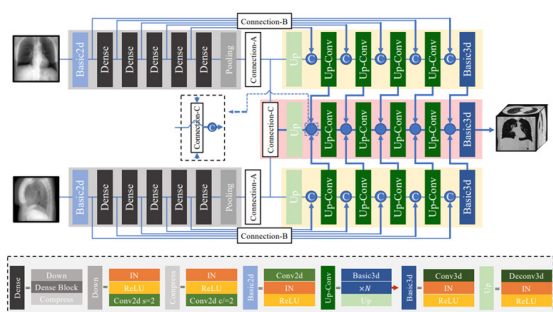 Connection-B
Basic2d
Dense
Dense
Dense
Dense
Dense
Pooling
Connection-A
Up
C
C
C
C
C
Up-Conv
Up-Conv
Up-Conv
Up-Conv
Basic3d
Connection-C
C
Connection-C
Up
Up-Conv
Up-Conv
Up-Conv
Up-Conv
Basic3d
Basic2d
Dense
Dense
Dense
Dense
Dense
Pooling
Connection-A
Up
C
C
C
C
C
Up-Conv
Up-Conv
Up-Conv
Up-Conv
Basic3d
Connection-B
Dense
=
Down
Dense Block
Compress
Down
=
IN
ReLU
Conv2d s=2
Compress
=
IN
ReLU
Conv2d c/=2
Basic2d
=
Conv2d
IN
ReLU
Up-Conv
=
Basic3d
×N
Up
Basic3d
=
Conv3d
IN
ReLU
Up
=
Deconv3d
IN
ReLU